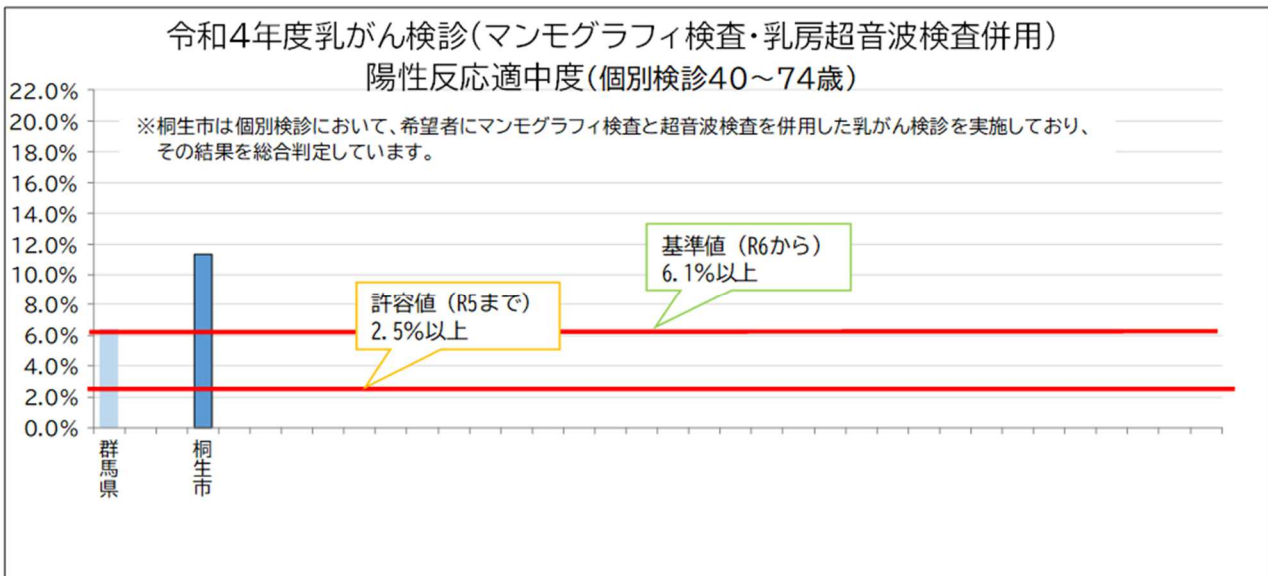 令和4年度乳がん検診(マンモグラフィ検査・乳房超音波検査併用)
陽性反応適中度(個別検診40～74歳)
※桐生市は個別検診において、希望者にマンモグラフィ検査と超音波検査を併用した乳がん検診を実施しており、
その結果を総合判定しています。
22.0%
20.0%
18.0%
16.0%
14.0%
12.0%
10.0%
8.0%
6.0%
4.0%
2.0%
0.0%
基準値（R6から）
6.1%以上
許容値（R5まで）
2.5%以上
群馬県
桐生市